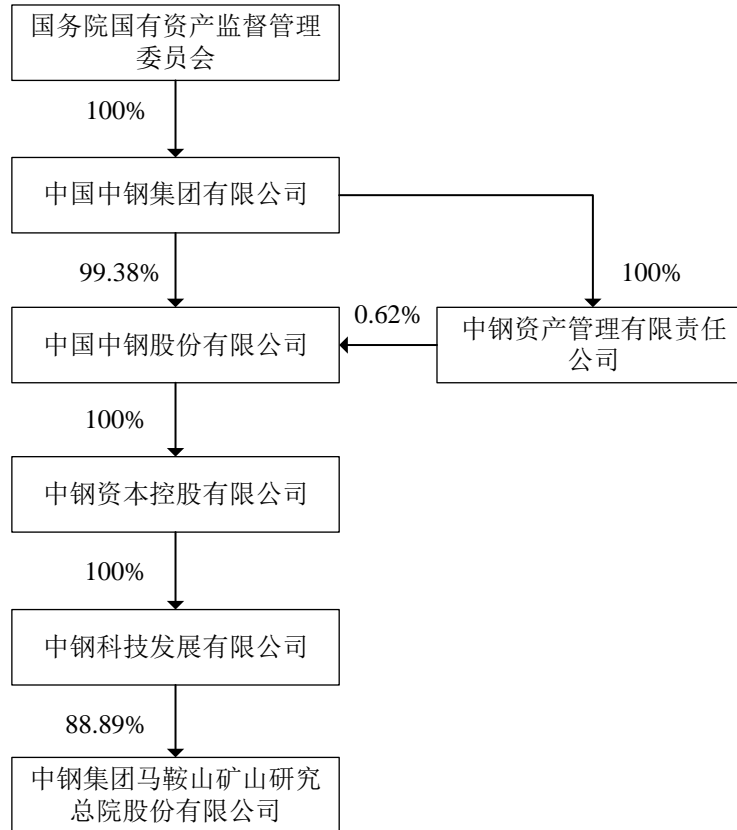 国务院国有资产监督管理
委员会
100%
中国中钢集团有限公司
99.38%
100%
中国中钢股份有限公司
0.62%
中钢资产管理有限责任
公司
100%
中钢资本控股有限公司
100%
中钢科技发展有限公司
88.89%
中钢集团马鞍山矿山研究
总院股份有限公司